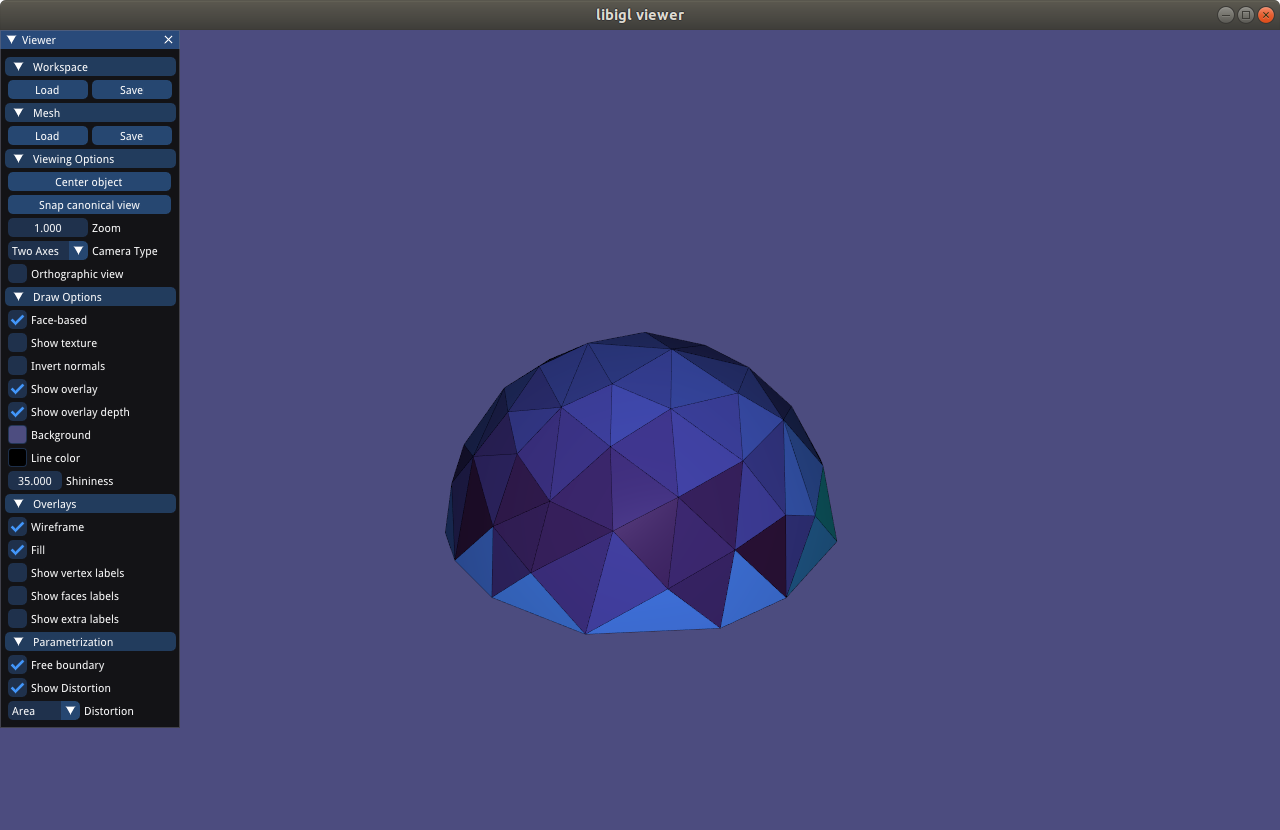 libigl viewer
Viewer
Workspace
Load Save
Mesh
Load Save
Viewing Options
Center object
Snap canonical view
1.000 Zoom
Two Axes Camera Type
Orthographic view
Draw Options
Face-based
Show texture
Invert normals
Show overlay
Show overlay depth
Background
Line color
35.000 Shininess
Overlays
Wireframe
Fill
Show vertex labels
Show faces labels
Show extra labels
Parametrization
Free boundary
Show Distortion
Area Distortion